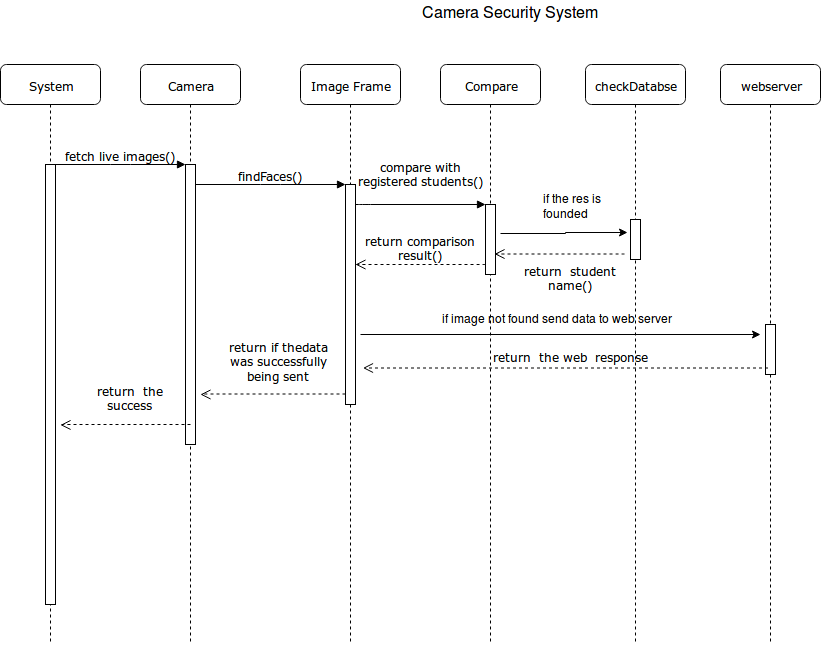 Camera Security System
System
Camera
Image Frame
Compare
checkDatabse
webserver
fetch live images()
findFaces()
compare with
registered students()
if the res is
founded
return comparison
result()
return student
name()
if image not found send data to web server
return if thedata
was successfully
being sent
return the web response
return the
success